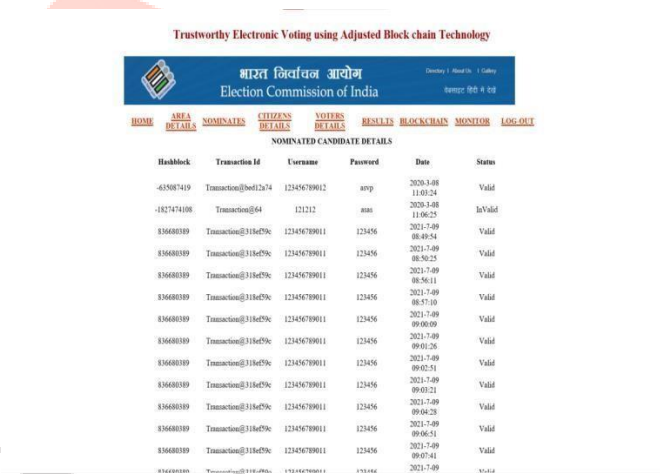 Trustworthy Electronic Voting using Adjusted Block chain Technology
भारत निर्वाचन आयोग
Election Commission of India
Directory | About Us | Gallery
वेबसाइट हिंदी में देखें
HOME AREA DETAILS NOMINATES CITIZENS DETAILS VOTERS DETAILS RESULTS BLOCKCHAIN MONITOR LOG OUT
NOMINATED CANDIDATE DETAILS
Hashblock Transaction Id Username Password Date Status
-635087419 Transaction@bed12a74 123456789012 asvp 2020-3-08 11:03:24 Valid
-1827474108 Transaction@64 121212 asas 2020-3-08 11:06:25 InValid
836680389 Transaction@318ef59c 123456789011 123456 2021-7-09 08:49:54 Valid
836680389 Transaction@318ef59c 123456789011 123456 2021-7-09 08:50:25 Valid
836680389 Transaction@318ef59c 123456789011 123456 2021-7-09 08:56:11 Valid
836680389 Transaction@318ef59c 123456789011 123456 2021-7-09 08:57:10 Valid
836680389 Transaction@318ef59c 123456789011 123456 2021-7-09 09:00:09 Valid
836680389 Transaction@318ef59c 123456789011 123456 2021-7-09 09:01:26 Valid
836680389 Transaction@318ef59c 123456789011 123456 2021-7-09 09:02:51 Valid
836680389 Transaction@318ef59c 123456789011 123456 2021-7-09 09:03:21 Valid
836680389 Transaction@318ef59c 123456789011 123456 2021-7-09 09:04:28 Valid
836680389 Transaction@318ef59c 123456789011 123456 2021-7-09 09:06:51 Valid
836680389 Transaction@318ef59c 123456789011 123456 2021-7-09 09:07:41 Valid
2021-7-09